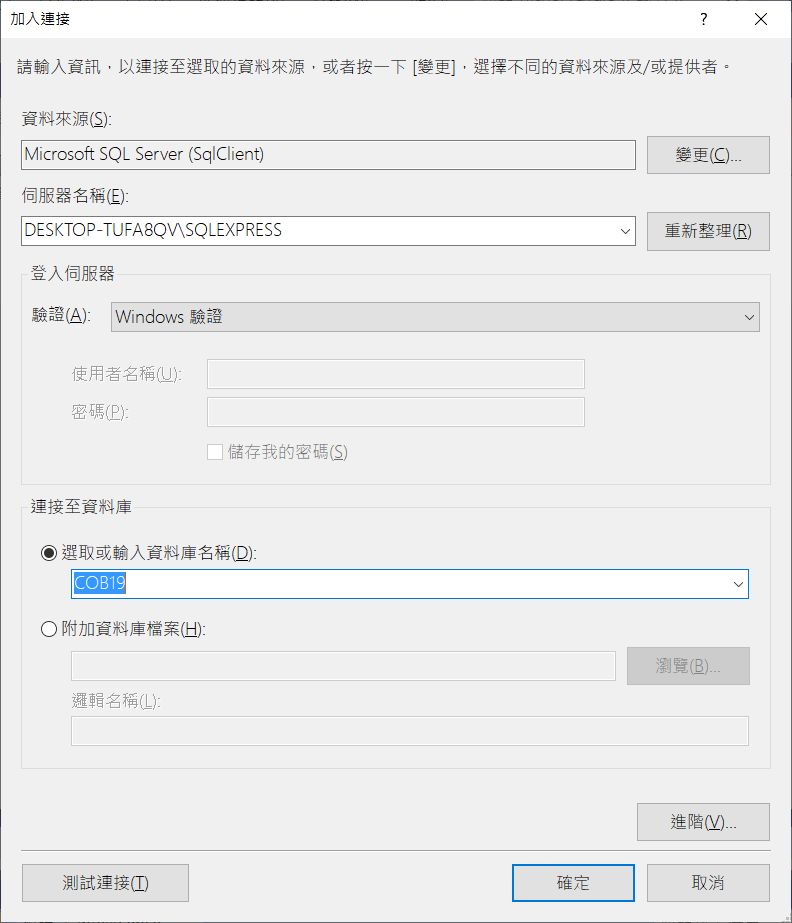 加入連接
?
請輸入資訊，以連接至選取的資料來源，或者按一下 [變更]，選擇不同的資料來源及/或提供者。
資料來源(S):
Microsoft SQL Server (SqlClient)
變更(C)...
伺服器名稱(E):
DESKTOP-TUFA8QV\SQLEXPRESS
重新整理(R)
登入伺服器
驗證(A):
Windows 驗證
使用者名稱(U):
密碼(P):
儲存我的密碼(S)
連接至資料庫
選取或輸入資料庫名稱(D):
COB19
附加資料庫檔案(H):
瀏覽(B)...
邏輯名稱(L):
進階(V)...
測試連接(T)
確定
取消